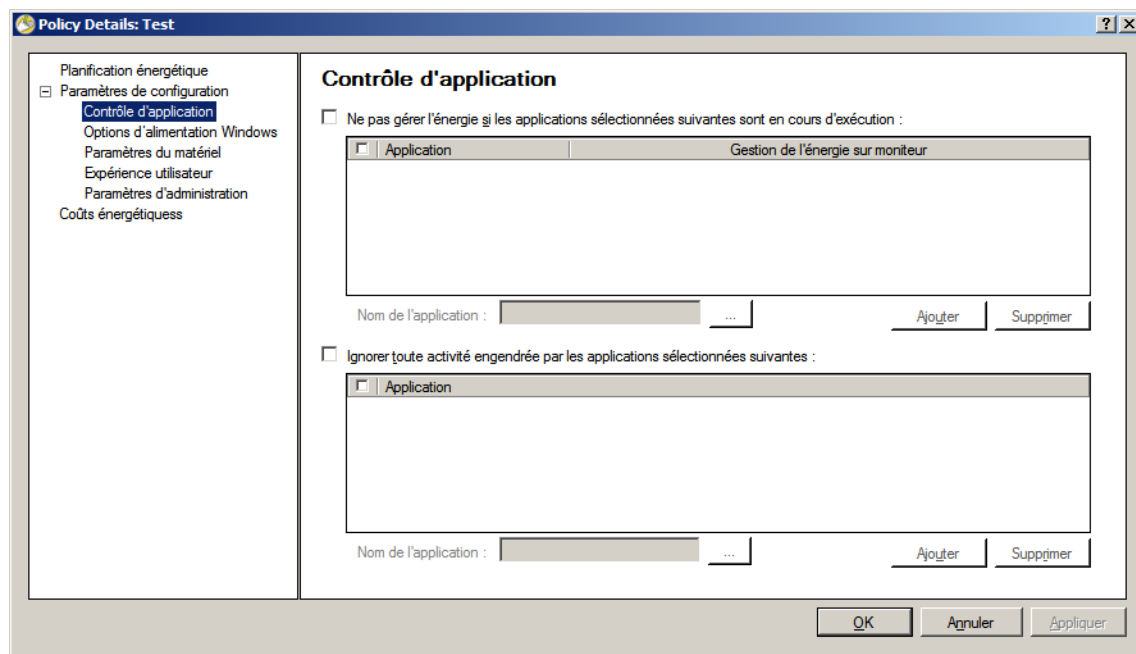 Policy Details: Test
Planification énergétique
Paramètres de configuration
Contrôle d'application
Options d'alimentation Windows
Paramètres du matériel
Expérience utilisateur
Paramètres d'administration
Coûts énergétiquess
Contrôle d'application
Ne pas gérer l'énergie si les applications sélectionnées suivantes sont en cours d'exécution :
Application Gestion de l'énergie sur moniteur
Nom de l'application : ... Ajouter Supprimer
Ignorer toute activité engendrée par les applications sélectionnées suivantes :
Application
Nom de l'application : ... Ajouter Supprimer
OK Annuler Appliquer